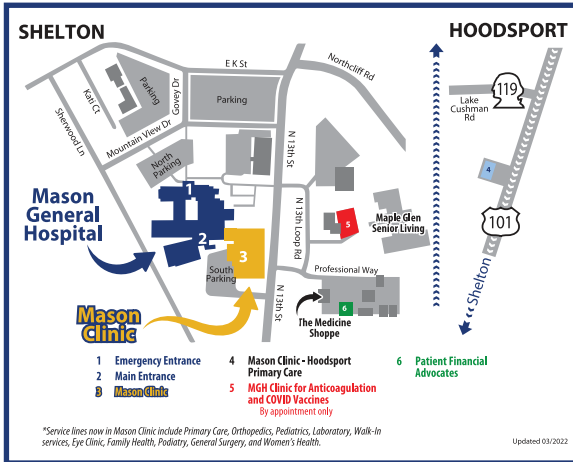 SHELTON
HOODSPORT
E K St
Northcliff Rd
Parking
Govey Dr
Kati Ct
Parking
Sherwood Ln
Mountain View Dr
N 13th St
119
Lake
Cushman
Rd
North
Parking
4
Mason
General
Hospital
1
2
3
N 13th Loop Rd
5
Maple Glen
Senior Living
101
South
Parking
Professional Way
Shelton
Mason
Clinic
N 13th St
The Medicine
Shoppe
6
1 Emergency Entrance
2 Main Entrance
3 Mason Clinic
4 Mason Clinic - Hoodsport
Primary Care
5 MGH Clinic for Anticoagulation
and COVID Vaccines
By appointment only
6 Patient Financial
Advocates
*Service lines now in Mason Clinic include Primary Care, Orthopedics, Pediatrics, Laboratory, Walk-In
services, Eye Clinic, Family Health, Podiatry, General Surgery, and Women's Health.
Updated 03/2022